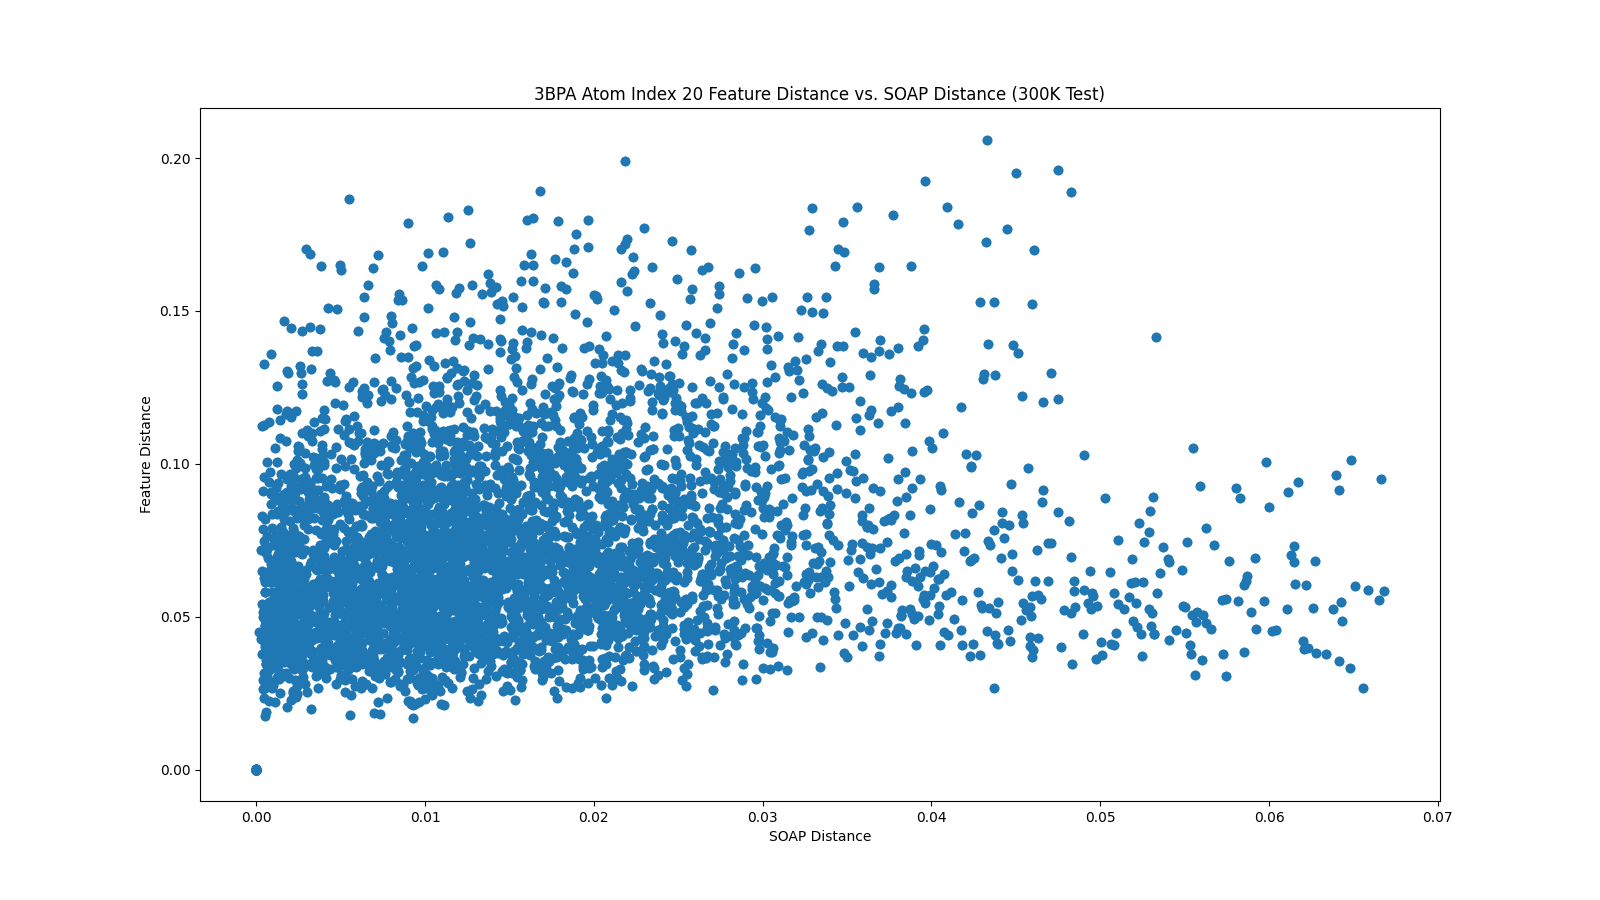 3BPA Atom Index 20 Feature Distance vs. SOAP Distance (300K Test)
0.20
0.15
0.10
0.05
0.00
Feature Distance
0.00 0.01 0.02 0.03 0.04 0.05 0.06 0.07
SOAP Distance